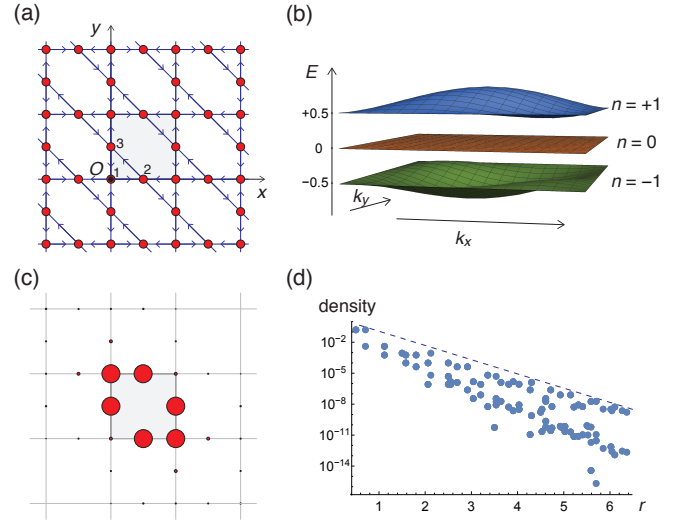 (a)
y
3
O
1
2
x
(b)
E
+0.5
0
−0.5
n = +1
n = 0
n = −1
k_y
k_x
(c)
(d)
density
10^−2
10^−5
10^−8
10^−11
10^−14
1 2 3 4 5 6 r